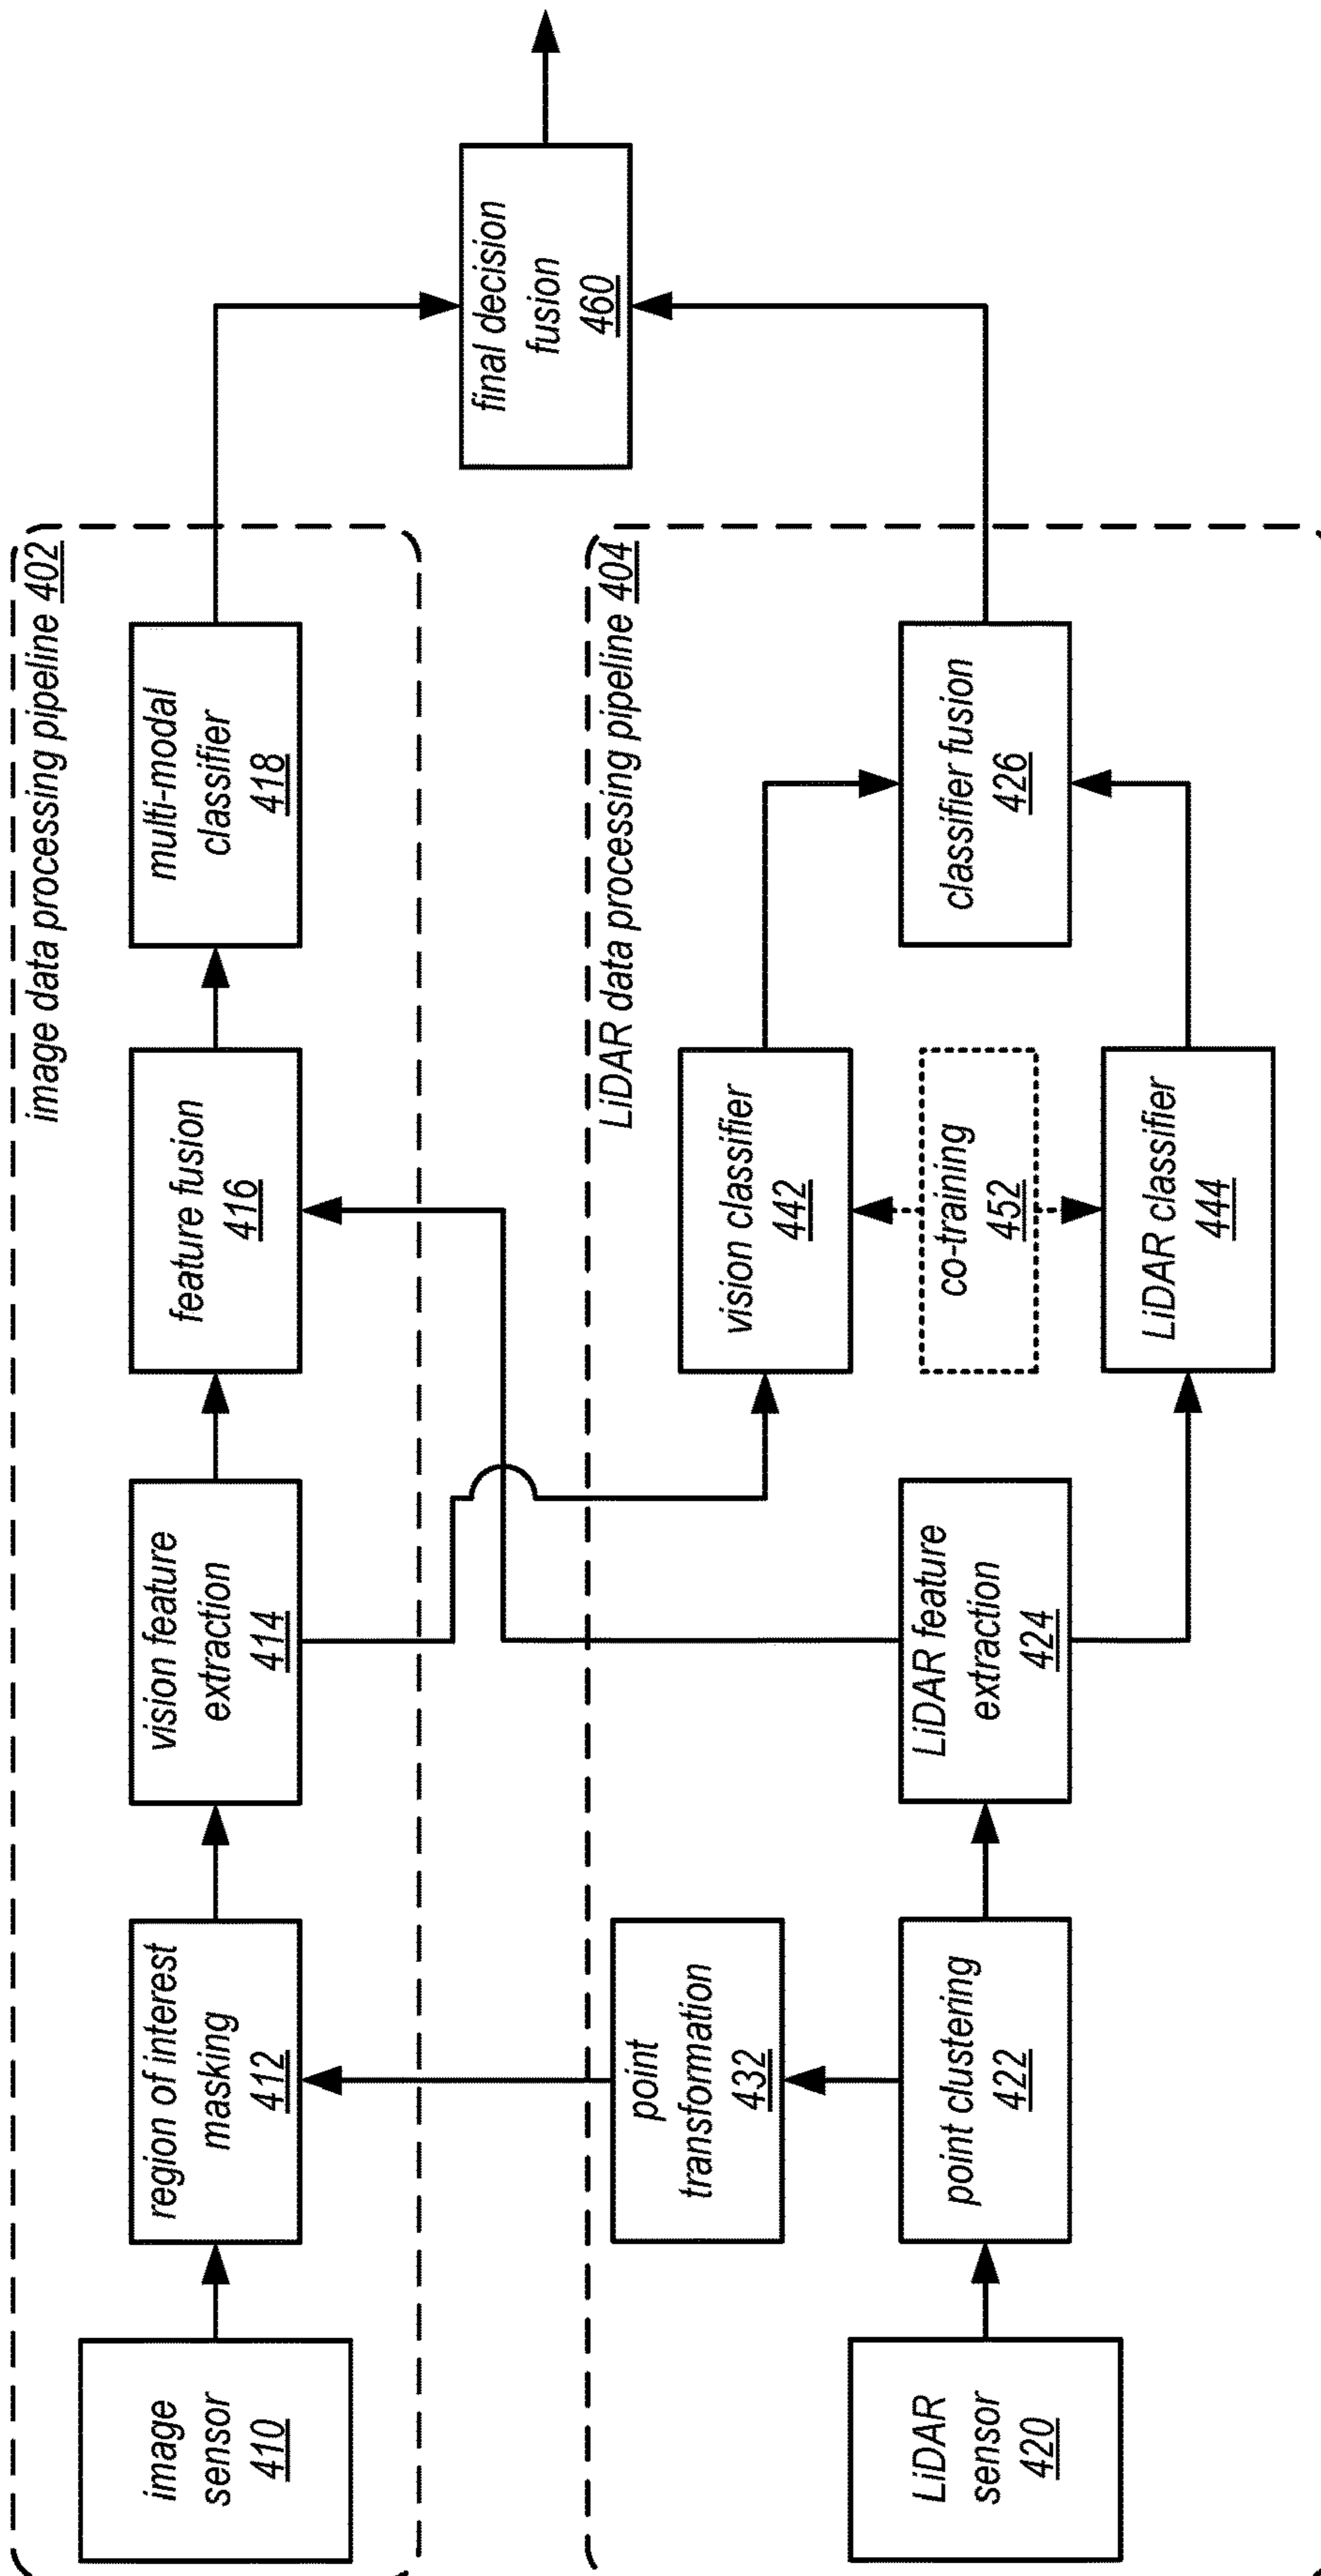 image data processing pipeline 402
image
sensor
410
region of interest
masking
412
vision feature
extraction
414
feature fusion
416
multi-modal
classifier
418
final decision
fusion
460
LiDAR data processing pipeline 404
point
transformation
432
vision classifier
442
co-training
452
LiDAR
sensor
420
point clustering
422
LiDAR feature
extraction
424
LiDAR classifier
444
classifier fusion
426